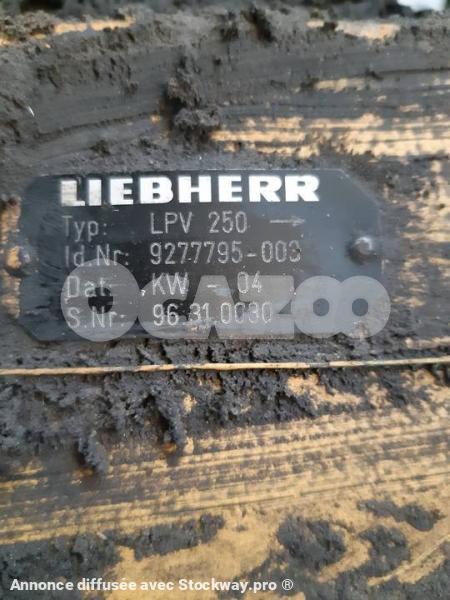 LIEBHERR
Typ: LPV 250 →
Id.Nr: 9277795-003
Dat: KW - 04
S.Nr: 96.31.0030
OCAZOO
Annonce diffusée avec Stockway.pro ®